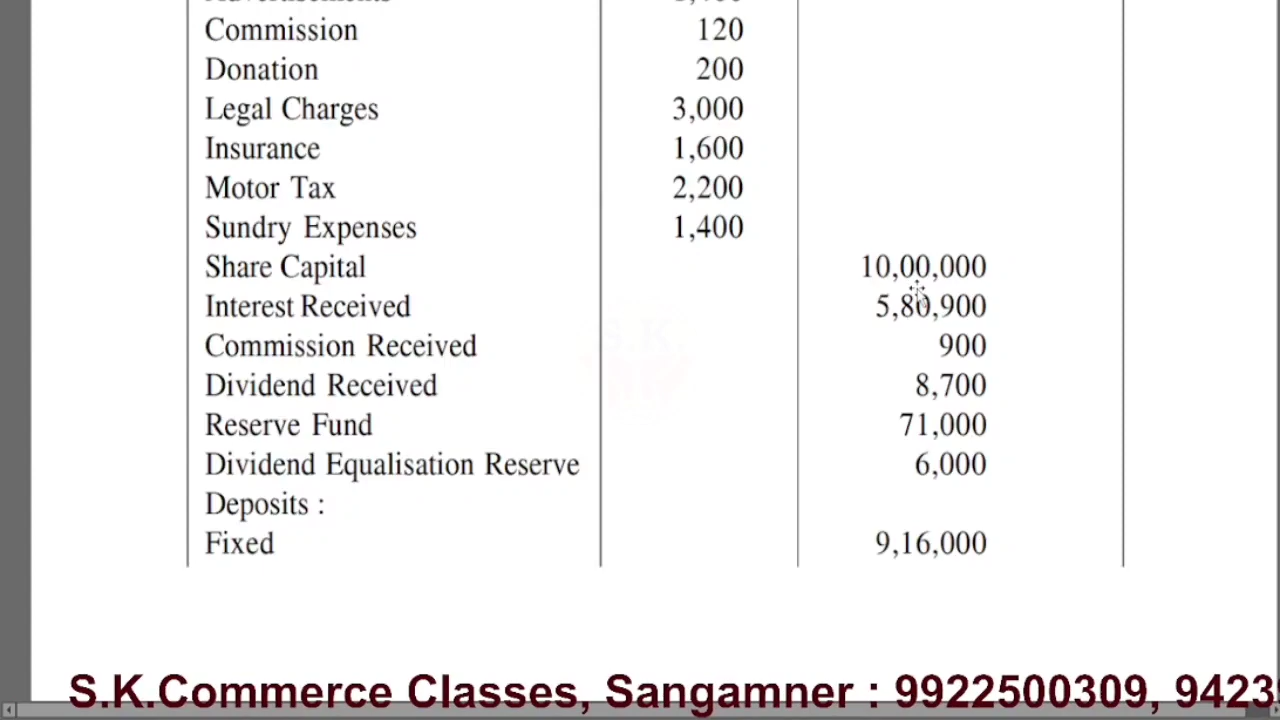 Commission 120
Donation 200
Legal Charges 3,000
Insurance 1,600
Motor Tax 2,200
Sundry Expenses 1,400
Share Capital 10,00,000
Interest Received 5,80,900
Commission Received 900
Dividend Received 8,700
Reserve Fund 71,000
Dividend Equalisation Reserve 6,000
Deposits :
Fixed 9,16,000
S.K.
S.K.Commerce Classes, Sangamner : 9922500309, 9423